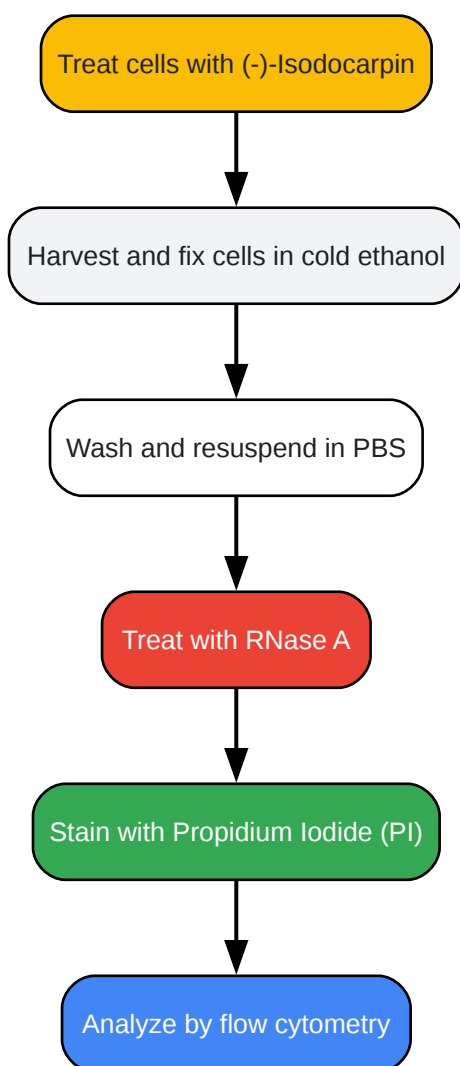 Treat cells with (-)-Isodocarpin
Harvest and fix cells in cold ethanol
Wash and resuspend in PBS
Treat with RNase A
Stain with Propidium Iodide (PI)
Analyze by flow cytometry